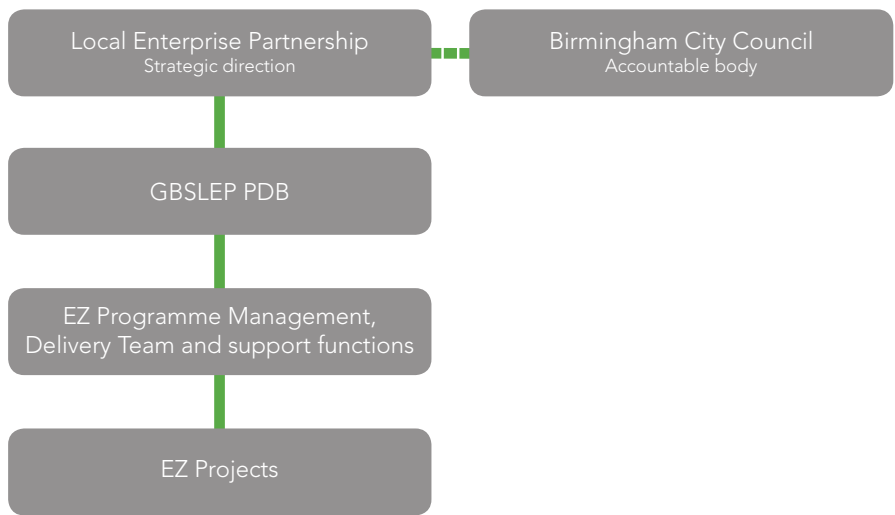 Local Enterprise Partnership
Strategic direction
Birmingham City Council
Accountable body
GBSLEP PDB
EZ Programme Management,
Delivery Team and support functions
EZ Projects